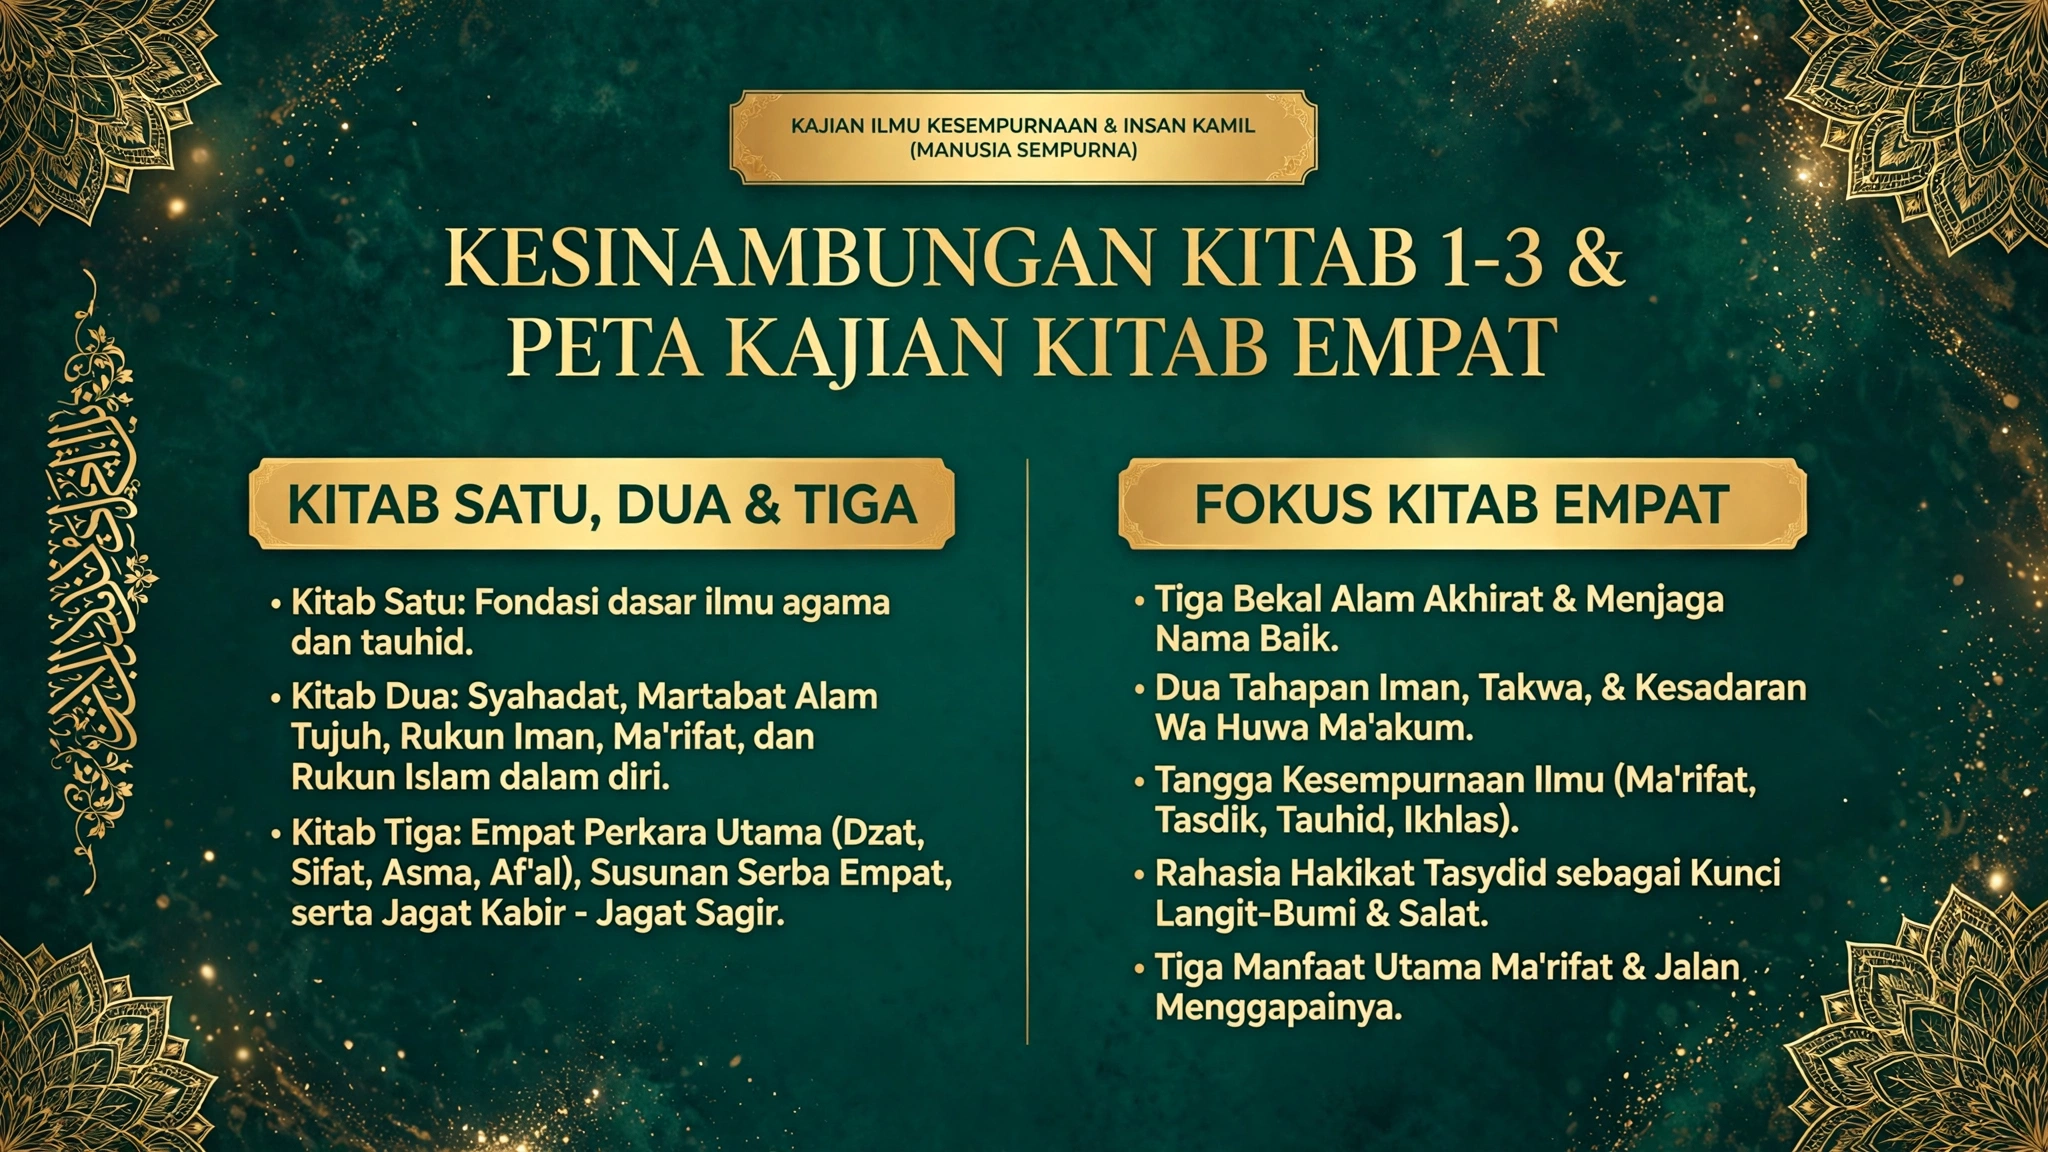 KAJIAN ILMU KESEMPURNAAN & INSAN KAMIL
(MANUSIA SEMPURNA)
KESINAMBUNGAN KITAB 1-3 &
PETA KAJIAN KITAB EMPAT
KITAB SATU, DUA & TIGA
• Kitab Satu: Fondasi dasar ilmu agama
dan tauhid.
• Kitab Dua: Syahadat, Martabat Alam
Tujuh, Rukun Iman, Ma'rifat, dan
Rukun Islam dalam diri.
• Kitab Tiga: Empat Perkara Utama (Dzat,
Sifat, Asma, Af'al), Susunan Serba Empat,
serta Jagat Kabir - Jagat Sagir.
FOKUS KITAB EMPAT
• Tiga Bekal Alam Akhirat & Menjaga
Nama Baik.
• Dua Tahapan Iman, Takwa, & Kesadaran
Wa Huwa Ma'akum.
• Tangga Kesempurnaan Ilmu (Ma'rifat,
Tasdik, Tauhid, Ikhlas).
• Rahasia Hakikat Tasydid sebagai Kunci
Langit-Bumi & Salat.
• Tiga Manfaat Utama Ma'rifat & Jalan
Menggapainya.